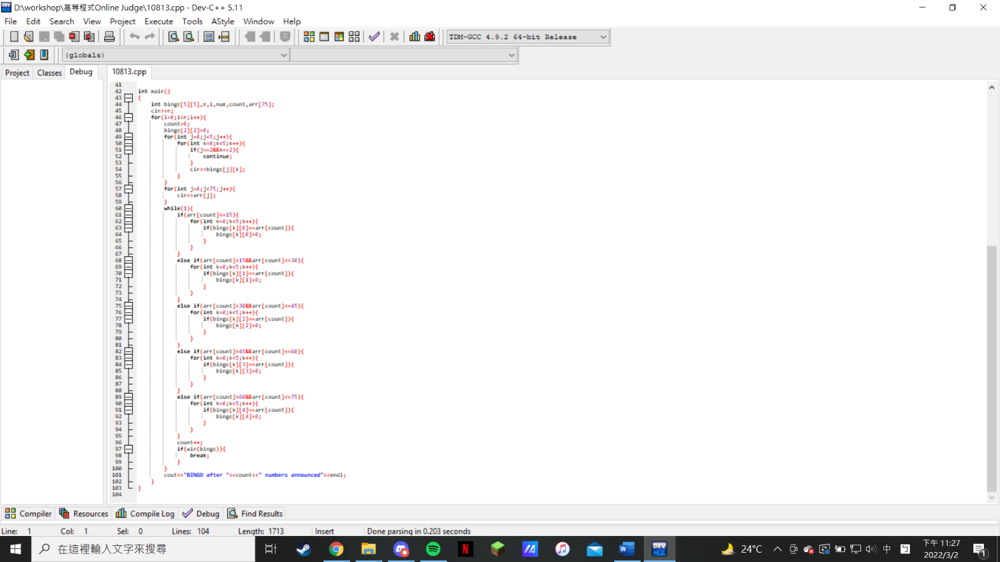 D:\workshop\高等程式Online Judge\10813.cpp - Dev-C++ 5.11
File Edit Search View Project Execute Tools AStyle Window Help
TDM-GCC 4.9.2 64-bit Release
(globals)
Project Classes Debug 10813.cpp
41
42 int main()
43 {
44 int bingo[5][5],n,i,num,count,arr[75];
45 cin>>n;
46 for(i=0;i<n;i++){
47 count=0;
48 bingo[2][2]=0;
49 for(int j=0;j<5;j++){
50 for(int k=0;k<5;k++){
51 if(j==2&&k==2){
52 continue;
53 }
54 cin>>bingo[j][k];
55 }
56 }
57 for(int j=0;j<75;j++){
58 cin>>arr[j];
59 }
60 while(1){
61 if(arr[count]<=15){
62 for(int k=0;k<5;k++){
63 if(bingo[k][0]==arr[count]){
64 bingo[k][0]=0;
65 }
66 }
67 }
68 else if(arr[count]>15&&arr[count]<=30){
69 for(int k=0;k<5;k++){
70 if(bingo[k][1]==arr[count]){
71 bingo[k][1]=0;
72 }
73 }
74 }
75 else if(arr[count]>30&&arr[count]<=45){
76 for(int k=0;k<5;k++){
77 if(bingo[k][2]==arr[count]){
78 bingo[k][2]=0;
79 }
80 }
81 }
82 else if(arr[count]>45&&arr[count]<=60){
83 for(int k=0;k<5;k++){
84 if(bingo[k][3]==arr[count]){
85 bingo[k][3]=0;
86 }
87 }
88 }
89 else if(arr[count]>60&&arr[count]<=75){
90 for(int k=0;k<5;k++){
91 if(bingo[k][4]==arr[count]){
92 bingo[k][4]=0;
93 }
94 }
95 }
96 count++;
97 if(win(bingo)){
98 break;
99 }
100 }
101 cout<<"BINGO after "<<count<<" numbers announced"<<endl;
102 }
103 }
104
Compiler Resources Compile Log Debug Find Results
Line: 1 Col: 1 Sel: 0 Lines: 104 Length: 1713 Insert Done parsing in 0.203 seconds
在這裡輸入文字來搜尋
24°C
中
下午 11:27
2022/3/2
1